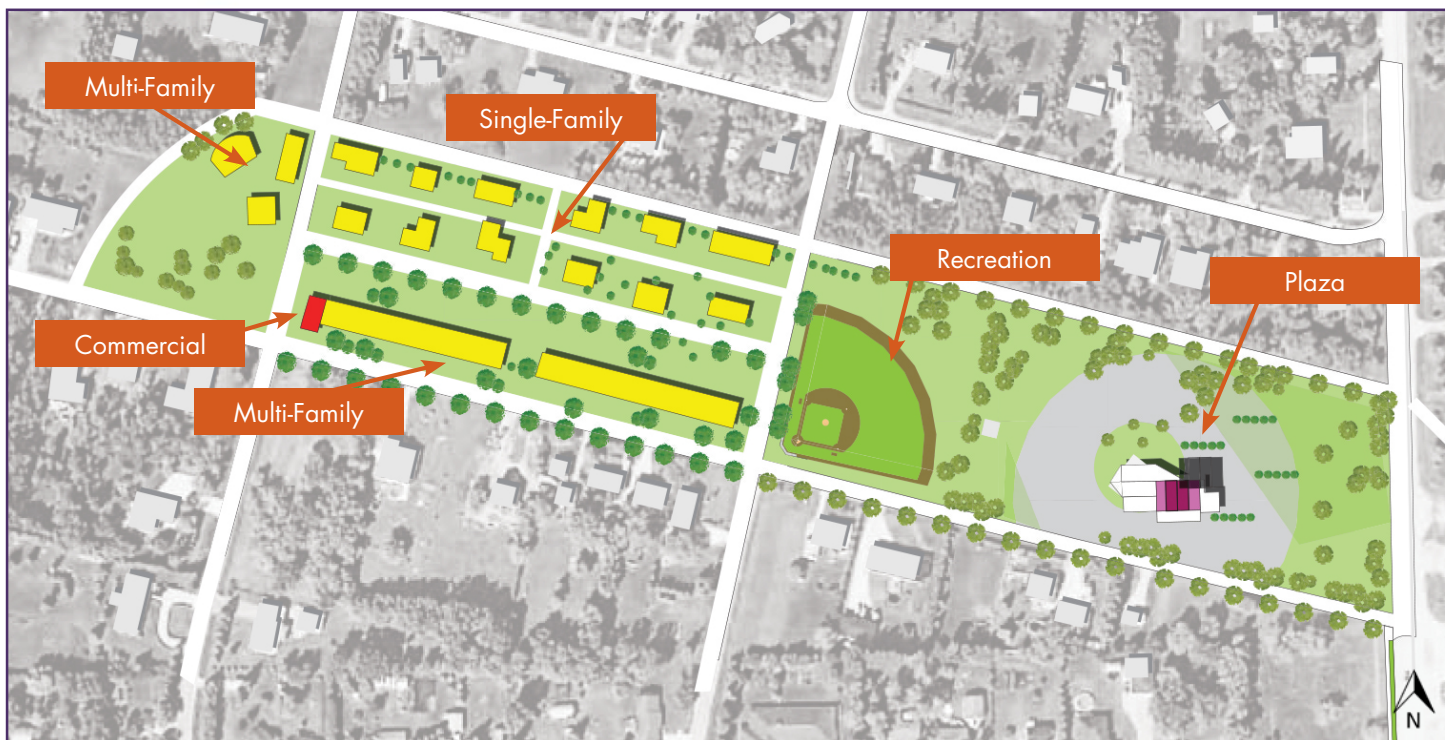 Multi-Family
Single-Family
Recreation
Plaza
Commercial
Multi-Family
N